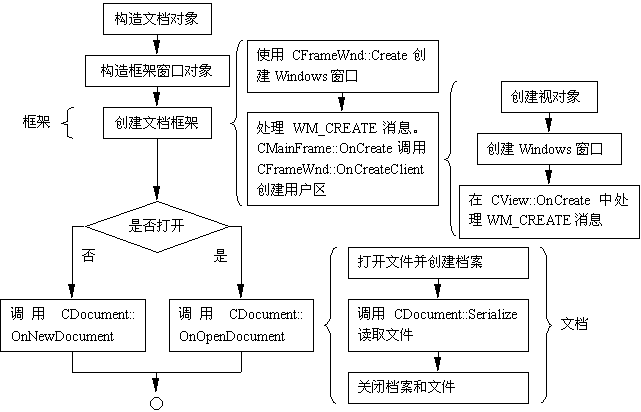 构造文档对象
构造框架窗口对象
框架
创建文档框架
使用 CFrameWnd::Create 创
建 Windows 窗口
处理 WM_CREATE 消息。
CMainFrame::OnCreate 调用
CFrameWnd::OnCreateClient
创建用户区
创建视对象
创建 Windows 窗口
在 CView::OnCreate 中处
理 WM_CREATE 消息
是否打开
否
是
调用 CDocument::
OnNewDocument
调用 CDocument::
OnOpenDocument
打开文件并创建档案
调用 CDocument::Serialize
读取文件
关闭档案和文件
文档